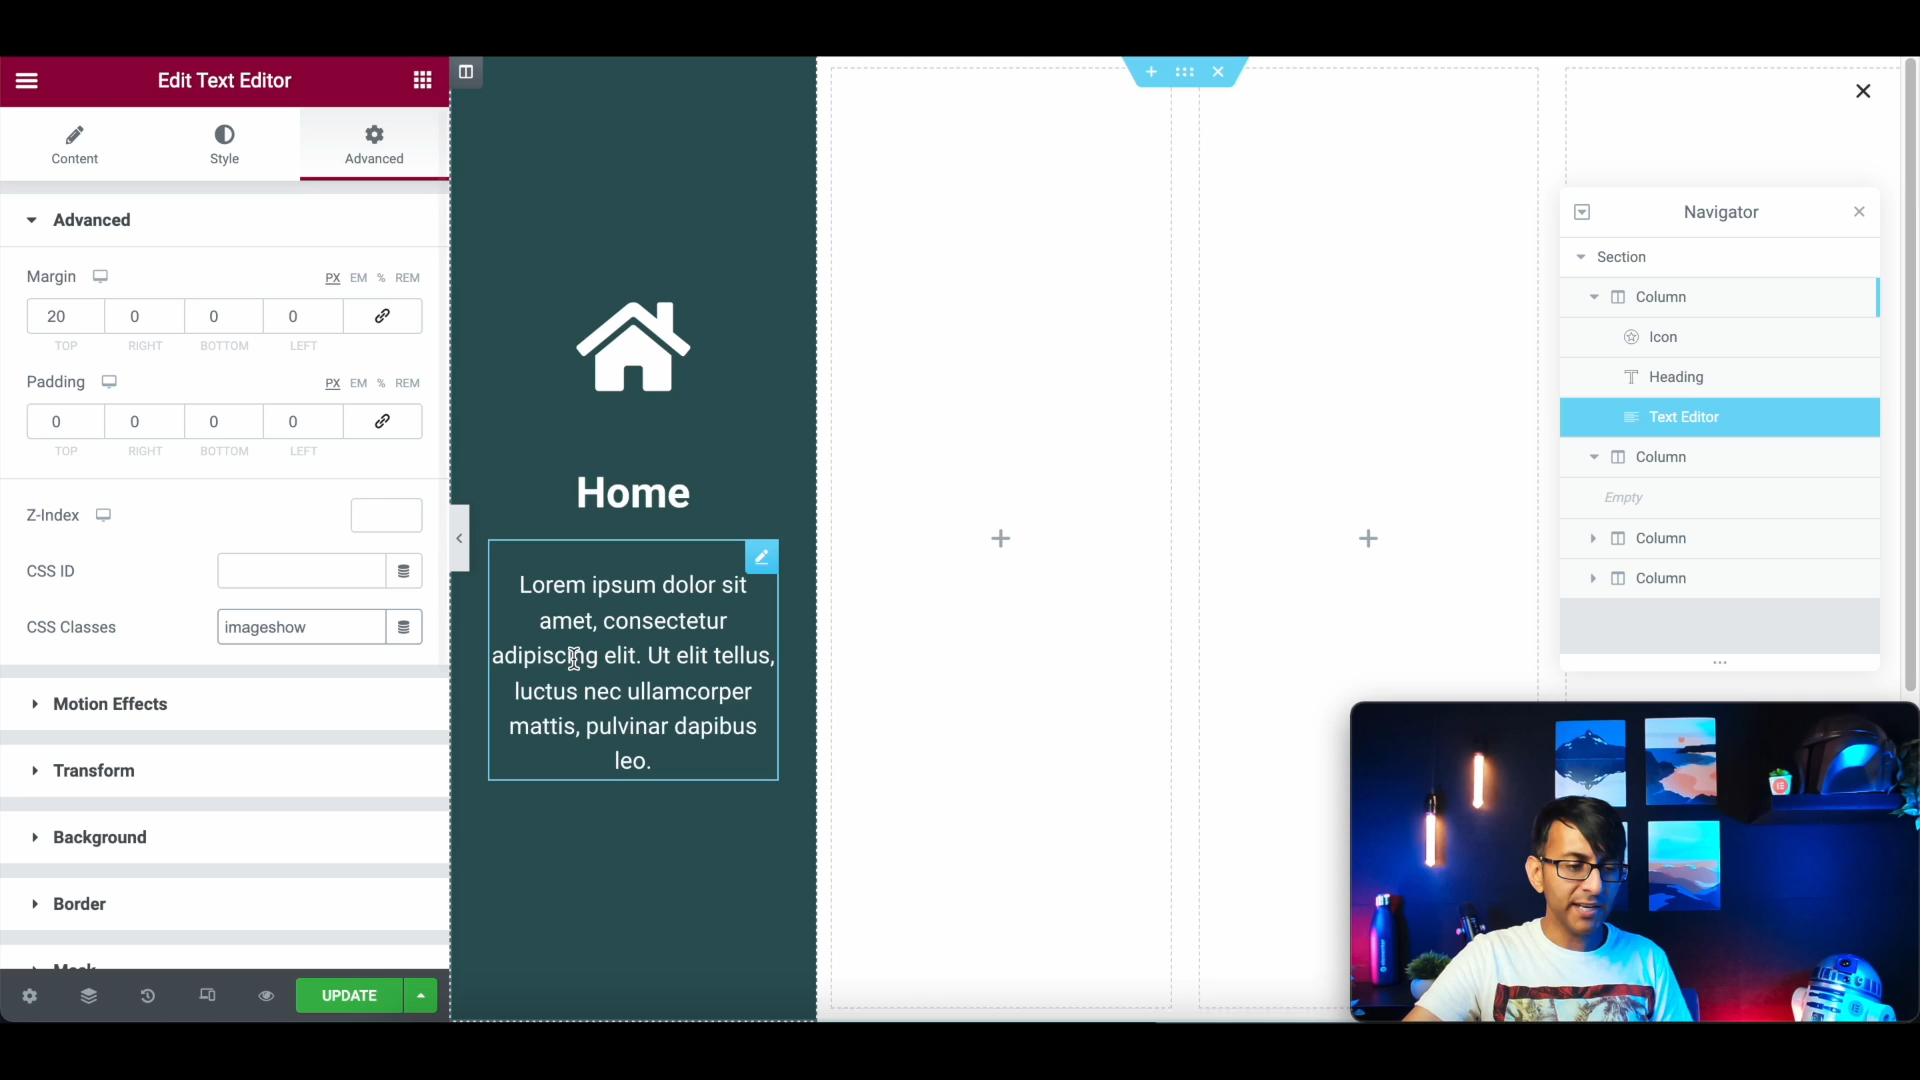 Edit Text Editor
Content
Style
Advanced
Advanced
Margin
PX EM % REM
20 0 0 0
TOP RIGHT BOTTOM LEFT
Padding
PX EM % REM
0 0 0 0
TOP RIGHT BOTTOM LEFT
Z-Index
CSS ID
CSS Classes
imageshow
Motion Effects
Transform
Background
Border
Mask
UPDATE
Home
Lorem ipsum dolor sit
amet, consectetur
adipiscing elit. Ut elit tellus,
luctus nec ullamcorper
mattis, pulvinar dapibus
leo.
Navigator
Section
Column
Icon
Heading
Text Editor
Column
Empty
Column
Column